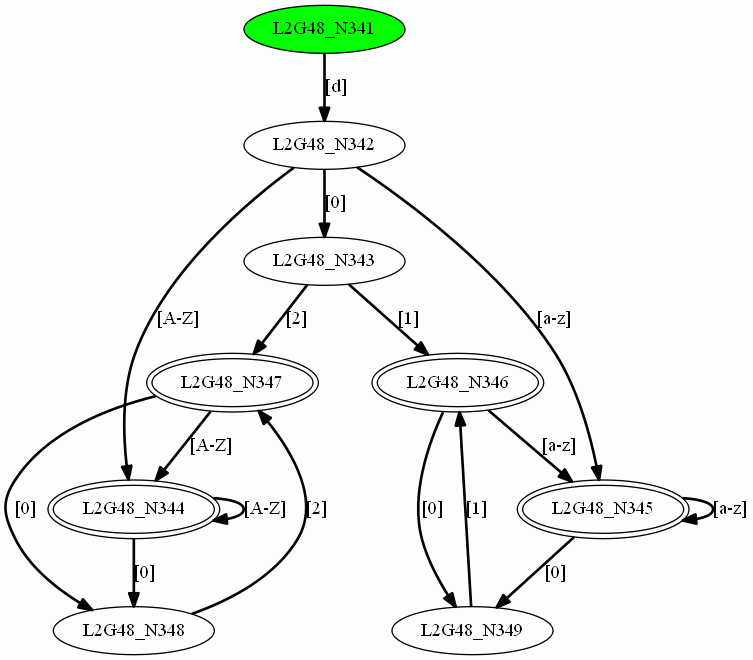 L2G48_N341
[d]
L2G48_N342
[0]
L2G48_N343
[A-Z]
[2]
[1]
[a-z]
L2G48_N347
L2G48_N346
[A-Z]
[a-z]
[0]
L2G48_N344
[A-Z]
[2]
[0]
[1]
L2G48_N345
[a-z]
[0]
[0]
L2G48_N348
L2G48_N349